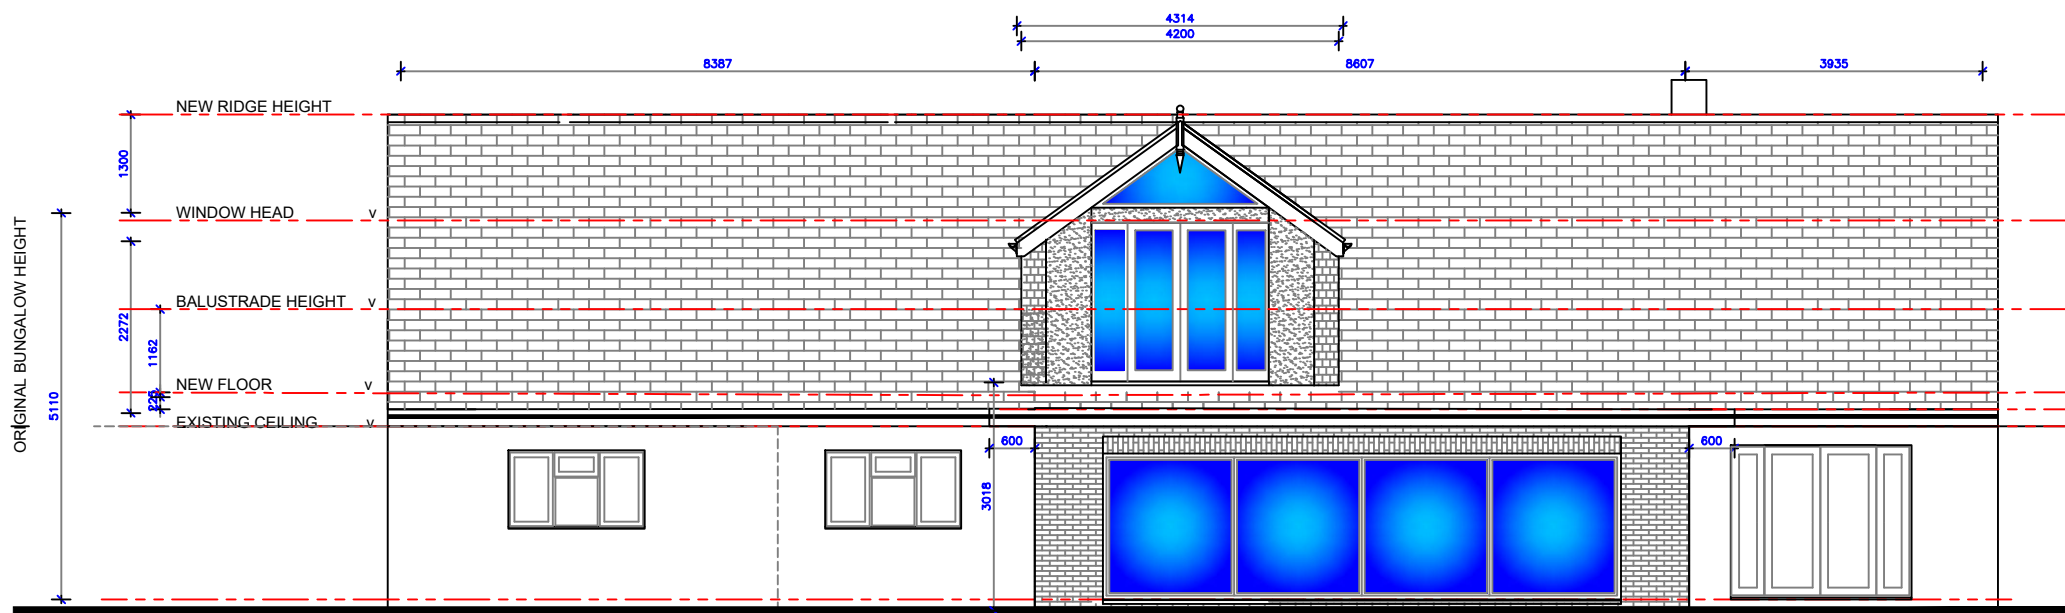 4314
4200
8387
8607
3935
NEW RIDGE HEIGHT
1300
WINDOW HEAD v
ORIGINAL BUNGALOW HEIGHT
5110
2272
BALUSTRADE HEIGHT v
1162
NEW FLOOR v
225
EXISTING CEILING v
600
600
3018